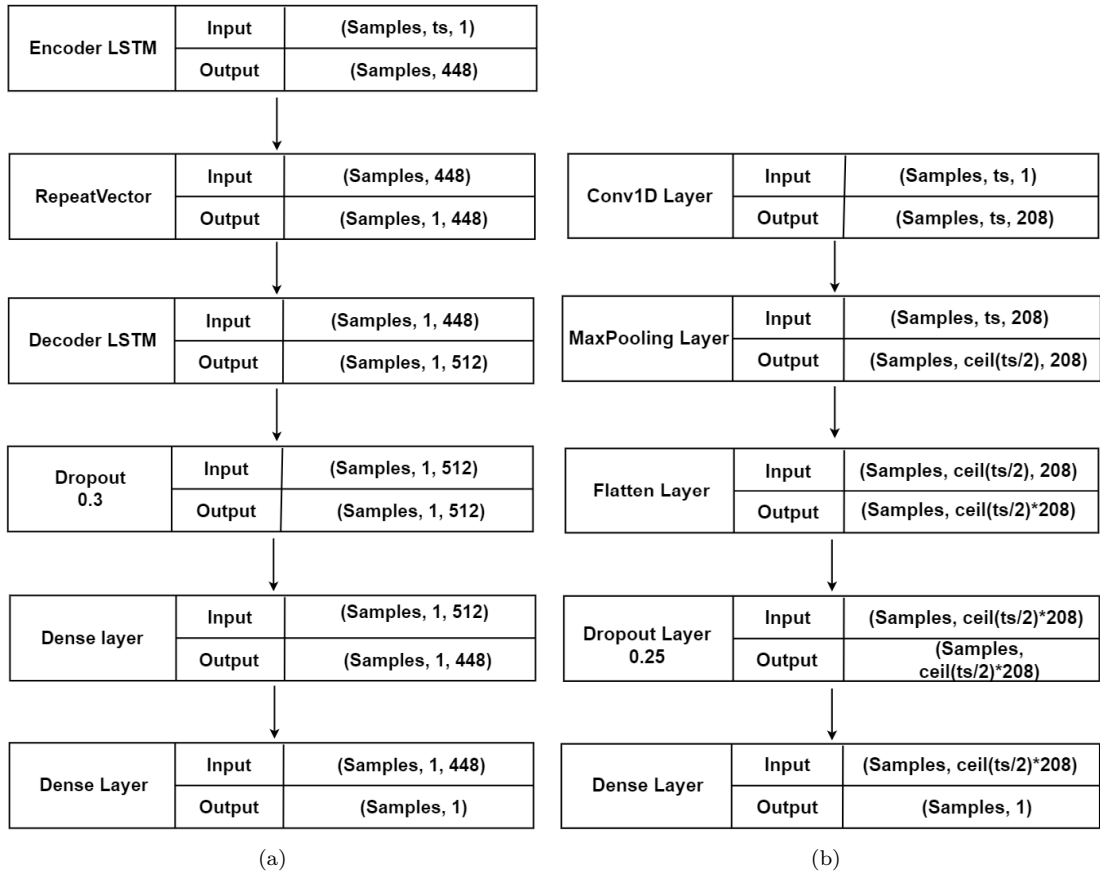 Encoder LSTM
Input
(Samples, ts, 1)
Output
(Samples, 448)
RepeatVector
Input
(Samples, 448)
Output
(Samples, 1, 448)
Decoder LSTM
Input
(Samples, 1, 448)
Output
(Samples, 1, 512)
Dropout
0.3
Input
(Samples, 1, 512)
Output
(Samples, 1, 512)
Dense layer
Input
(Samples, 1, 512)
Output
(Samples, 1, 448)
Dense Layer
Input
(Samples, 1, 448)
Output
(Samples, 1)
(a)
Conv1D Layer
Input
(Samples, ts, 1)
Output
(Samples, ts, 208)
MaxPooling Layer
Input
(Samples, ts, 208)
Output
(Samples, ceil(ts/2), 208)
Flatten Layer
Input
(Samples, ceil(ts/2), 208)
Output
(Samples, ceil(ts/2)*208)
Dropout Layer
0.25
Input
(Samples, ceil(ts/2)*208)
Output
(Samples,
ceil(ts/2)*208)
Dense Layer
Input
(Samples, ceil(ts/2)*208)
Output
(Samples, 1)
(b)